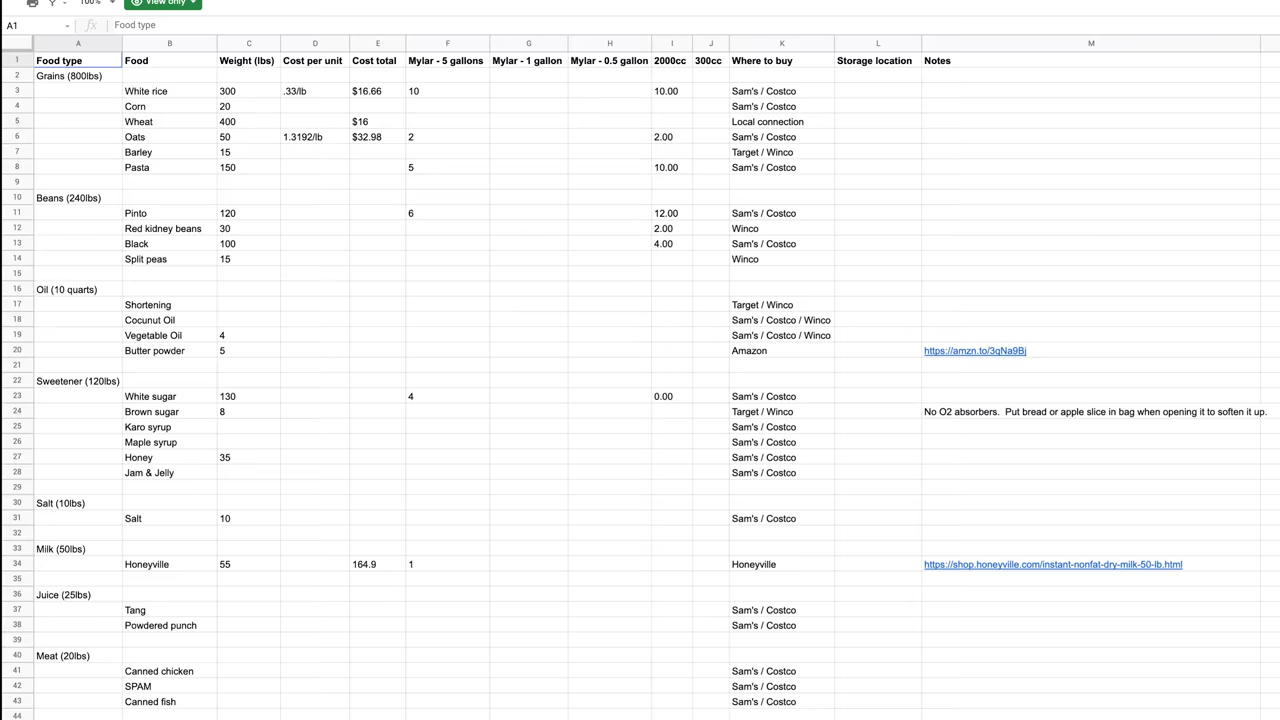 100% View only
A1 fx Food type
A B C D E F G H I J K L M
1 Food type Food Weight (lbs) Cost per unit Cost total Mylar - 5 gallons Mylar - 1 gallon Mylar - 0.5 gallon 2000cc 300cc Where to buy Storage location Notes
2 Grains (800lbs)
3 White rice 300 .33/lb $16.66 10 10.00 Sam's / Costco
4 Corn 20 Sam's / Costco
5 Wheat 400 $16 Local connection
6 Oats 50 1.3192/lb $32.98 2 2.00 Sam's / Costco
7 Barley 15 Target / Winco
8 Pasta 150 5 10.00 Sam's / Costco
9
10 Beans (240lbs)
11 Pinto 120 6 12.00 Sam's / Costco
12 Red kidney beans 30 2.00 Winco
13 Black 100 4.00 Sam's / Costco
14 Split peas 15 Winco
15
16 Oil (10 quarts)
17 Shortening Target / Winco
18 Cocunut Oil Sam's / Costco / Winco
19 Vegetable Oil 4 Sam's / Costco / Winco
20 Butter powder 5 Amazon https://amzn.to/3qNa9Bj
21
22 Sweetener (120lbs)
23 White sugar 130 4 0.00 Sam's / Costco
24 Brown sugar 8 Target / Winco No O2 absorbers. Put bread or apple slice in bag when opening it to soften it up.
25 Karo syrup Sam's / Costco
26 Maple syrup Sam's / Costco
27 Honey 35 Sam's / Costco
28 Jam & Jelly Sam's / Costco
29
30 Salt (10lbs)
31 Salt 10 Sam's / Costco
32
33 Milk (50lbs)
34 Honeyville 55 164.9 1 Honeyville https://shop.honeyville.com/instant-nonfat-dry-milk-50-lb.html
35
36 Juice (25lbs)
37 Tang Sam's / Costco
38 Powdered punch Sam's / Costco
39
40 Meat (20lbs)
41 Canned chicken Sam's / Costco
42 SPAM Sam's / Costco
43 Canned fish Sam's / Costco
44